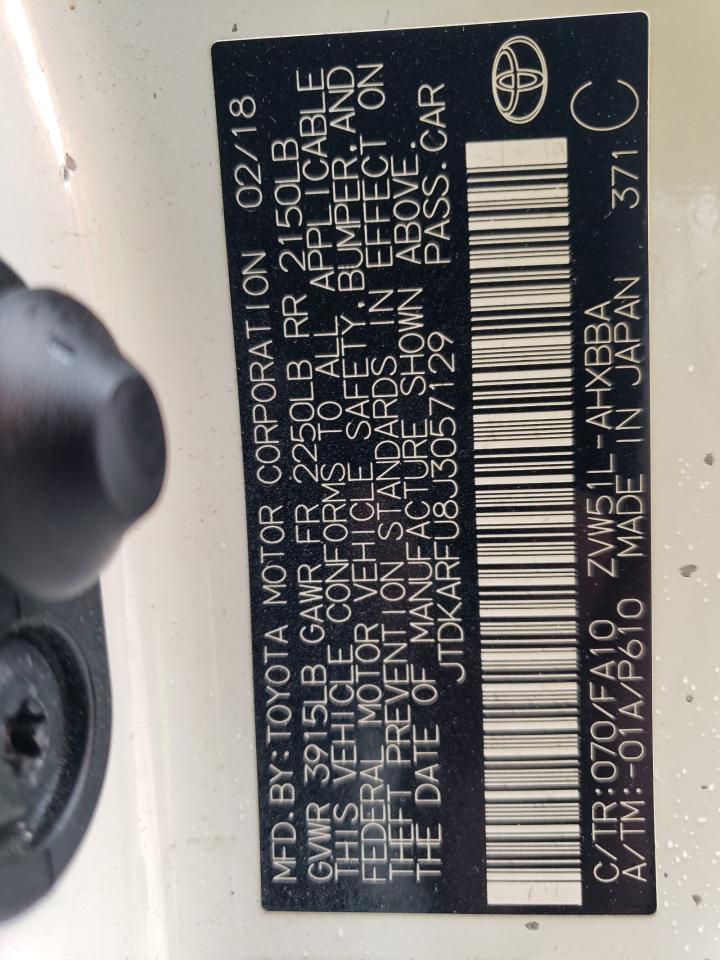 MFD. BY: TOYOTA MOTOR CORPORATION 02/18
GVWR 3915LB GAWR FR 2250LB RR 2150LB
THIS VEHICLE CONFORMS TO ALL APPLICABLE
FEDERAL MOTOR VEHICLE SAFETY, BUMPER, AND
THEFT PREVENTION STANDARDS IN EFFECT ON
THE DATE OF MANUFACTURE SHOWN ABOVE.
JTDKARFU8J3057129 PASS. CAR
C/TR: 070/FA10 ZVW51L-AHXBBA 371 C
A/TM: -01A/P610 MADE IN JAPAN